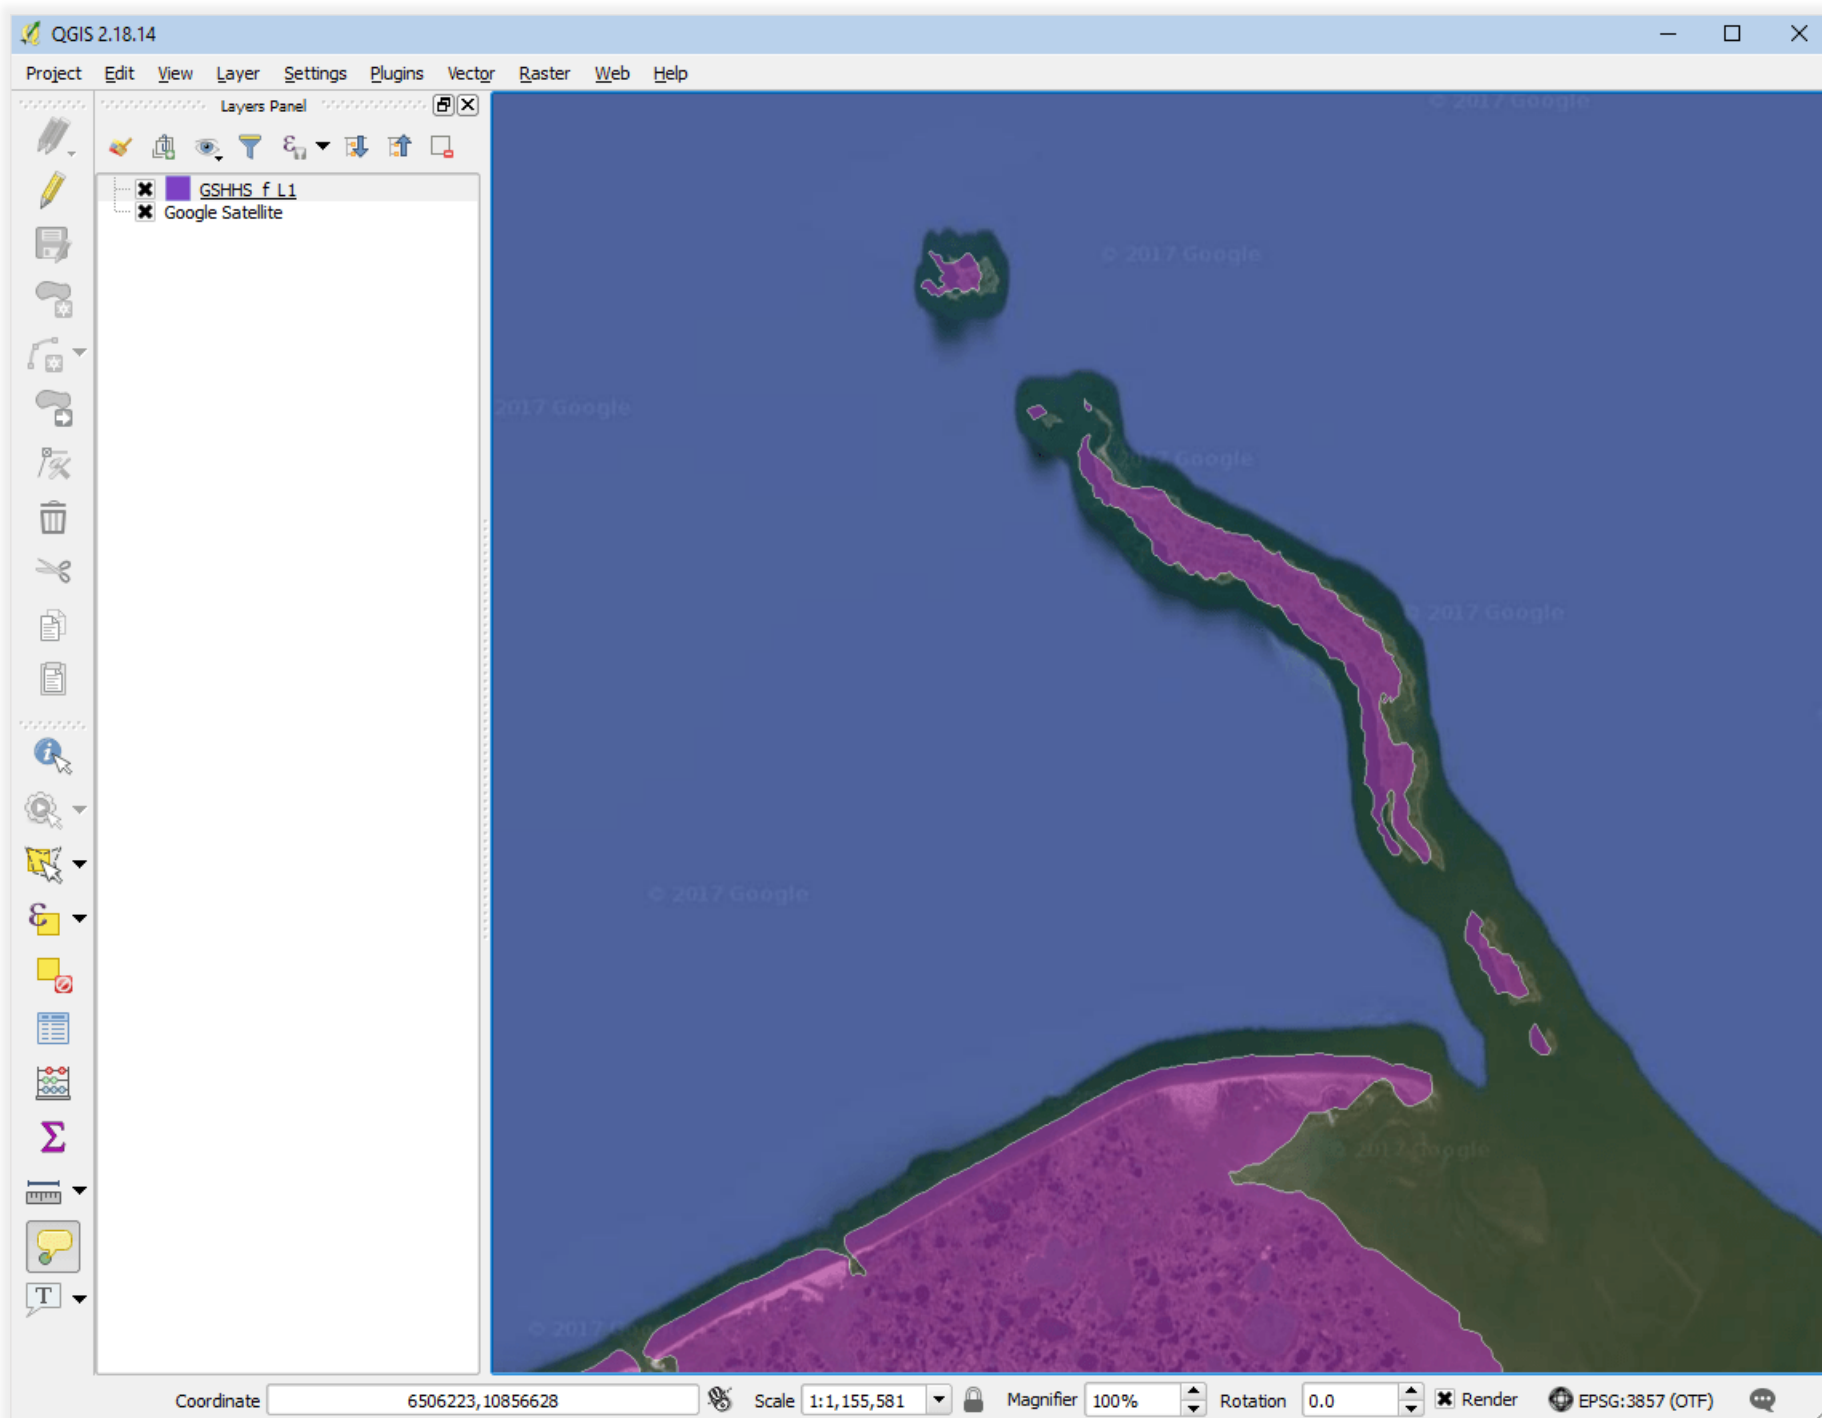 QGIS 2.18.14
Project Edit View Layer Settings Plugins Vector Raster Web Help
Layers Panel
GSHHS_f_L1
Google Satellite
© 2017 Google
© 2017 Google
2017 Google
2017 Google
© 2017 Google
© 2017 Google
© 2017 Google
© 2017
T
Coordinate 6506223,10856628 Scale 1:1,155,581 Magnifier 100% Rotation 0.0 Render EPSG:3857 (OTF)